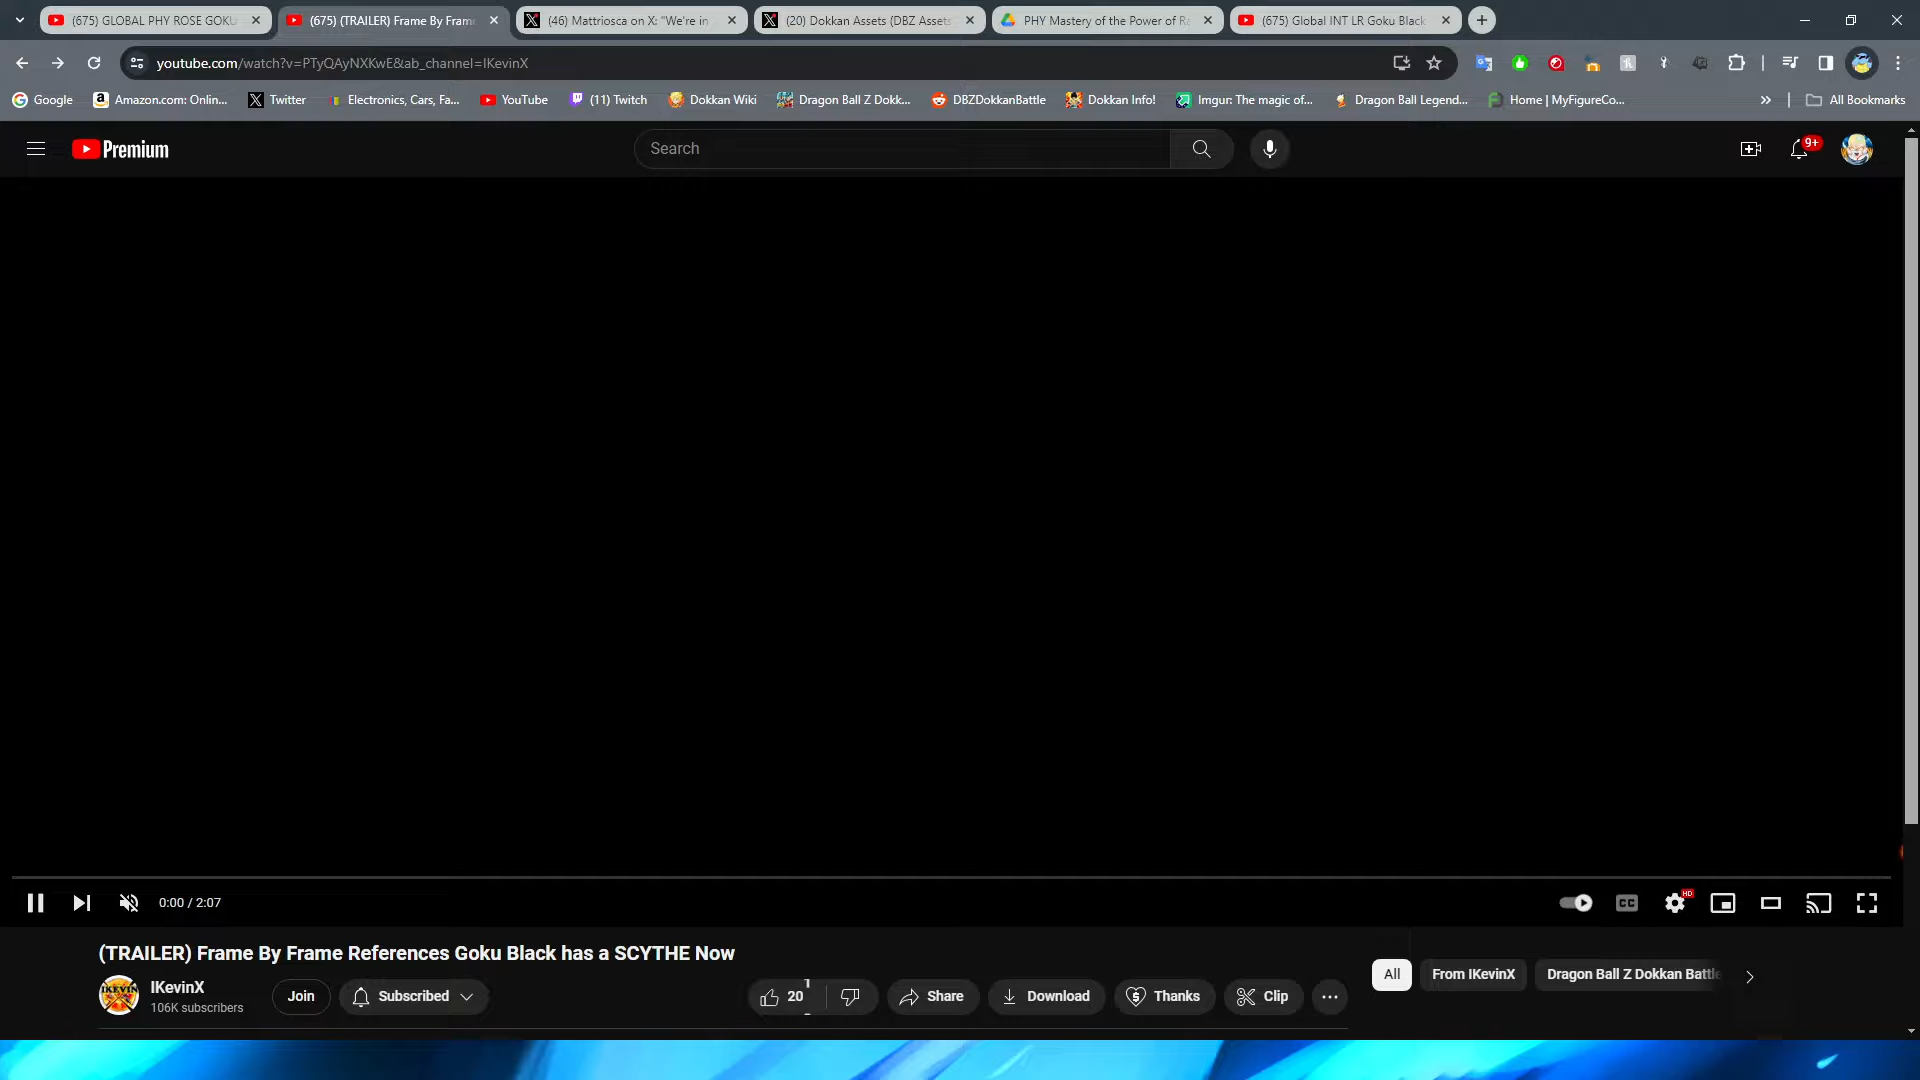 (675) GLOBAL PHY ROSE GOKU
(675) (TRAILER) Frame By Fram
(46) Mattriosca on X: "We're in
(20) Dokkan Assets (DBZ Assets
PHY Mastery of the Power of Ra
(675) Global INT LR Goku Black
youtube.com/watch?v=PTyQAyNXKwE&ab_channel=IKevinX
Google
Amazon.com: Onlin...
Twitter
Electronics, Cars, Fa...
YouTube
(11) Twitch
Dokkan Wiki
Dragon Ball Z Dokk...
DBZDokkanBattle
Dokkan Info!
Imgur: The magic of...
Dragon Ball Legend...
Home | MyFigureCo...
All Bookmarks
Premium
Search
9+
0:00 / 2:07
CC
HD
(TRAILER) Frame By Frame References Goku Black has a SCYTHE Now
IKEVIN
IKevinX
106K subscribers
Join
Subscribed
20
Share
Download
Thanks
Clip
All
From IKevinX
Dragon Ball Z Dokkan Battle